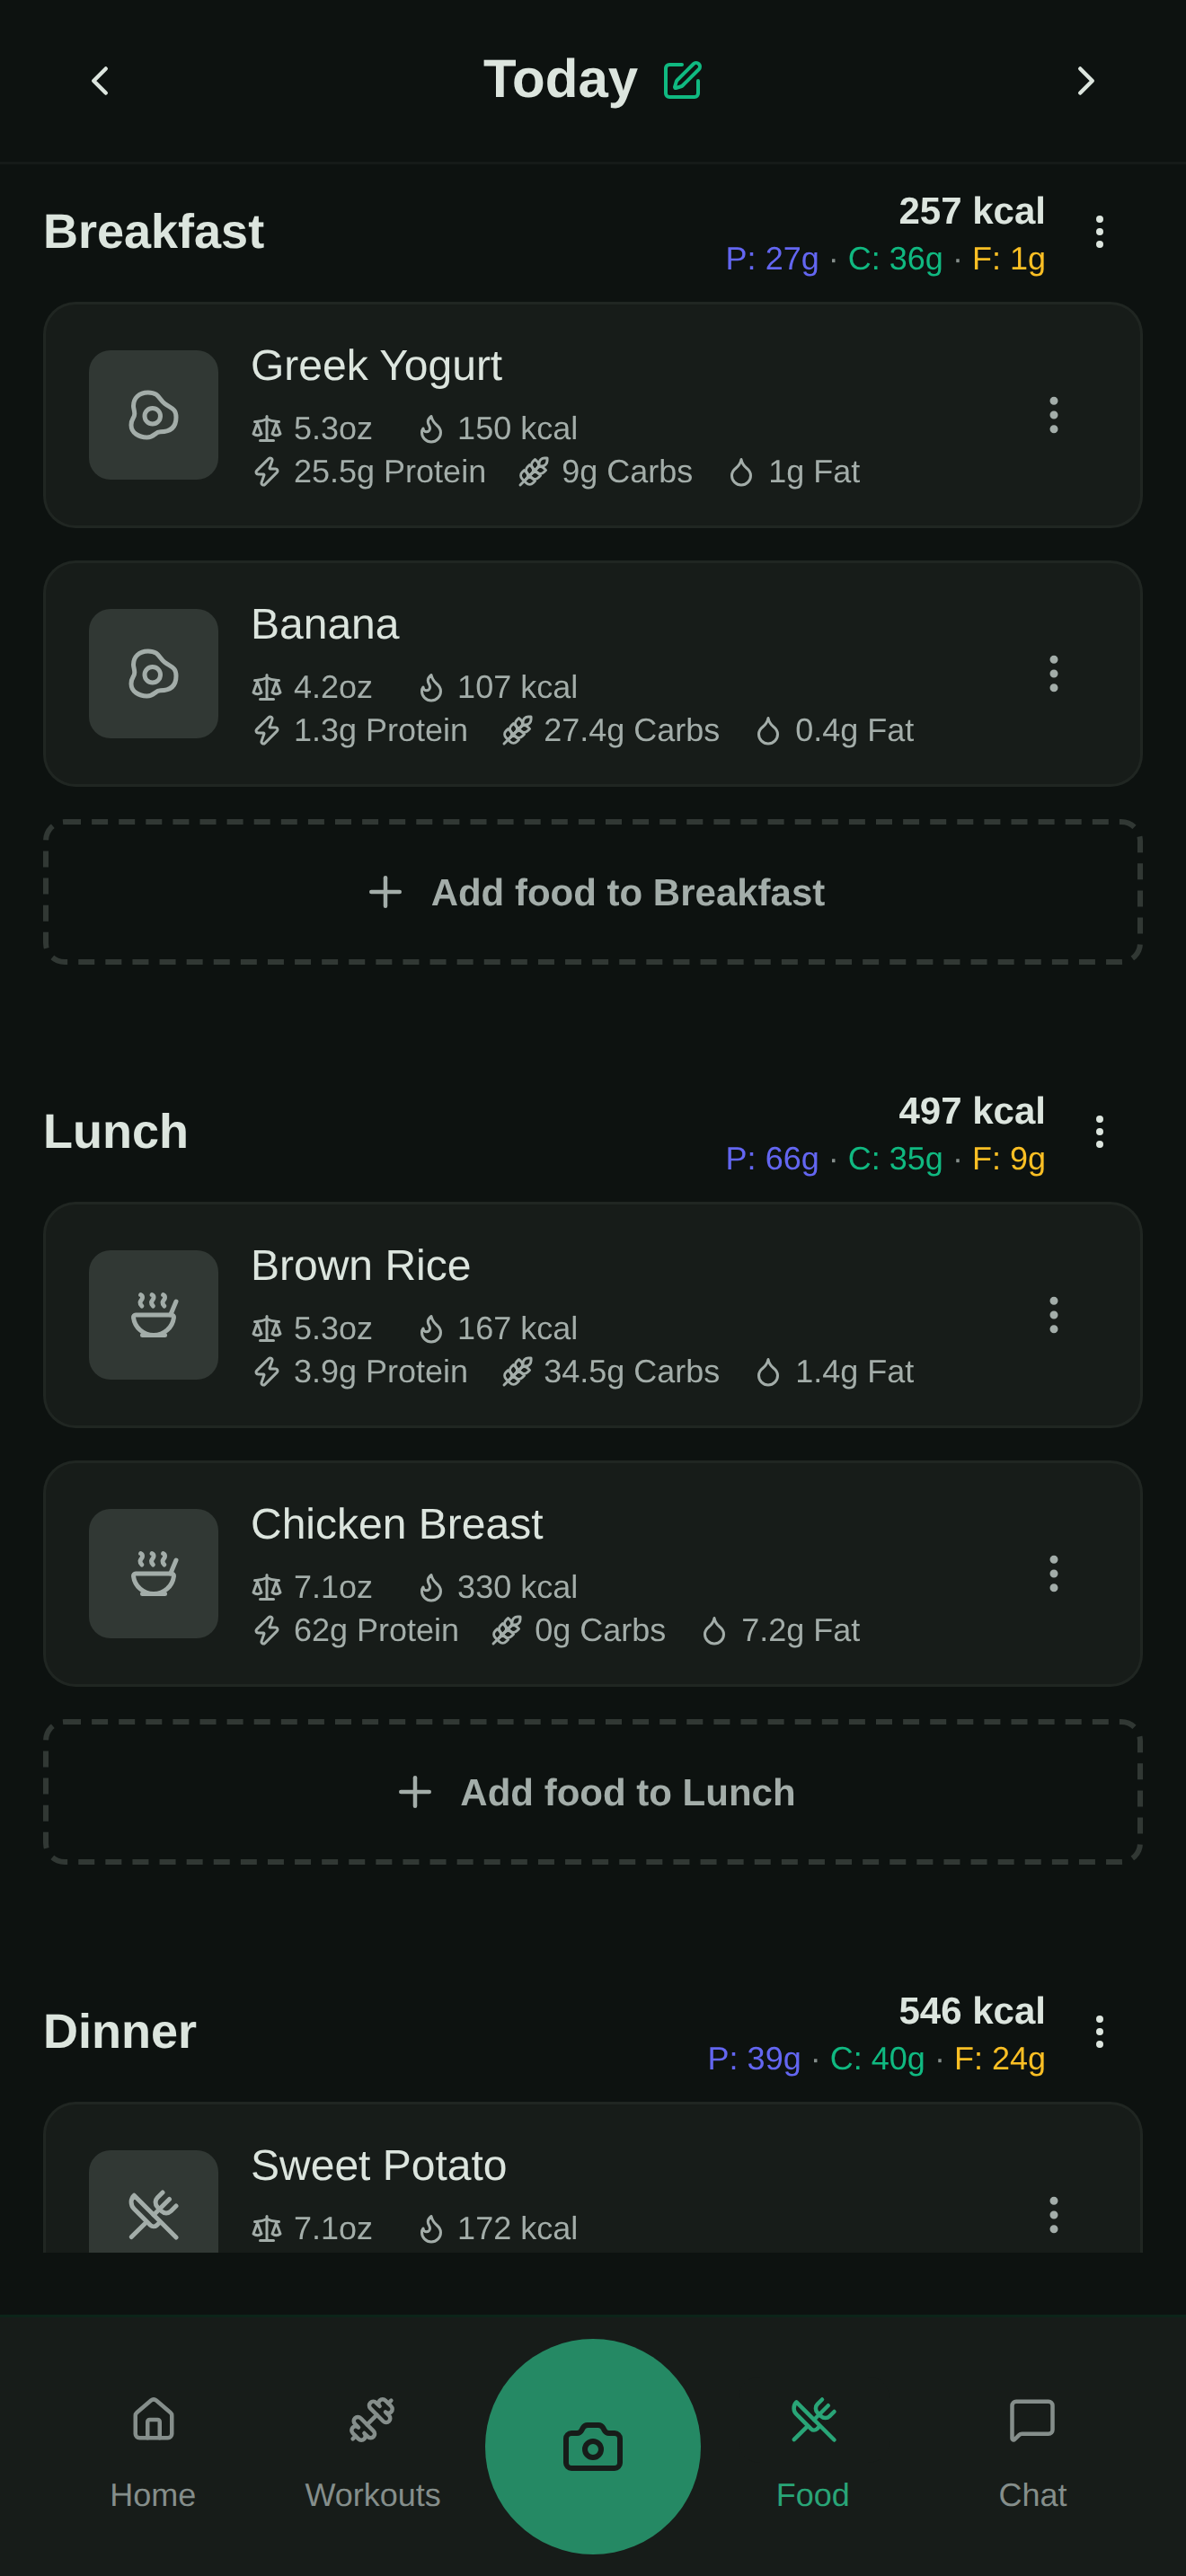 Today
Breakfast
257 kcal
P: 27g · C: 36g · F: 1g
Greek Yogurt
5.3oz 150 kcal
25.5g Protein 9g Carbs 1g Fat
Banana
4.2oz 107 kcal
1.3g Protein 27.4g Carbs 0.4g Fat
Add food to Breakfast
Lunch
497 kcal
P: 66g · C: 35g · F: 9g
Brown Rice
5.3oz 167 kcal
3.9g Protein 34.5g Carbs 1.4g Fat
Chicken Breast
7.1oz 330 kcal
62g Protein 0g Carbs 7.2g Fat
Add food to Lunch
Dinner
546 kcal
P: 39g · C: 40g · F: 24g
Sweet Potato
7.1oz 172 kcal
Home Workouts Food Chat